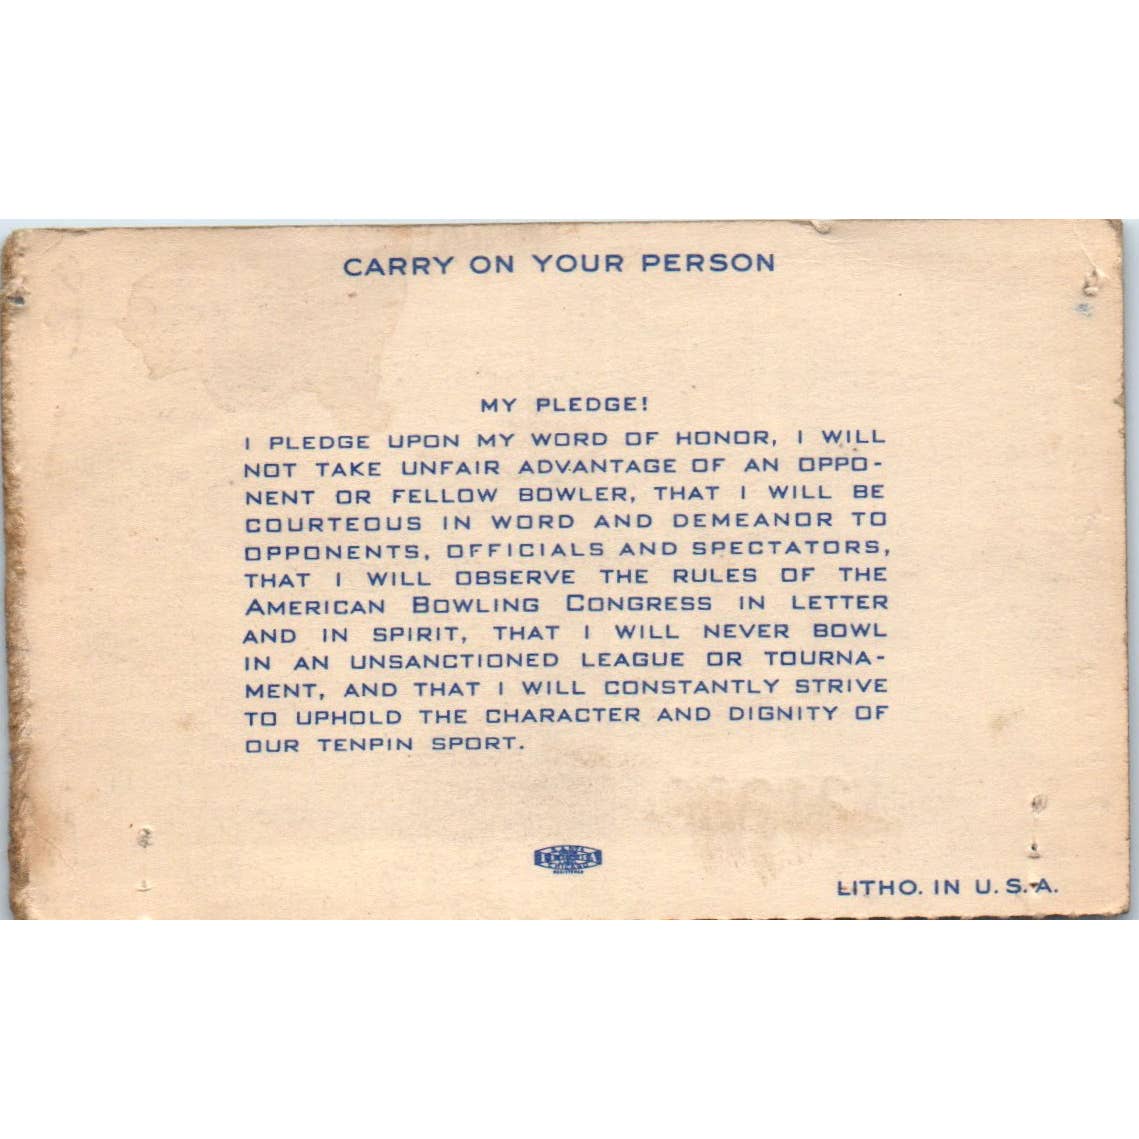 CARRY ON YOUR PERSON
MY PLEDGE!
I PLEDGE UPON MY WORD OF HONOR, I WILL
NOT TAKE UNFAIR ADVANTAGE OF AN OPPO-
NENT OR FELLOW BOWLER, THAT I WILL BE
COURTEOUS IN WORD AND DEMEANOR TO
OPPONENTS, OFFICIALS AND SPECTATORS,
THAT I WILL OBSERVE THE RULES OF THE
AMERICAN BOWLING CONGRESS IN LETTER
AND IN SPIRIT, THAT I WILL NEVER BOWL
IN AN UNSANCTIONED LEAGUE OR TOURNA-
MENT, AND THAT I WILL CONSTANTLY STRIVE
TO UPHOLD THE CHARACTER AND DIGNITY OF
OUR TENPIN SPORT.
LITHO. IN U.S.A.